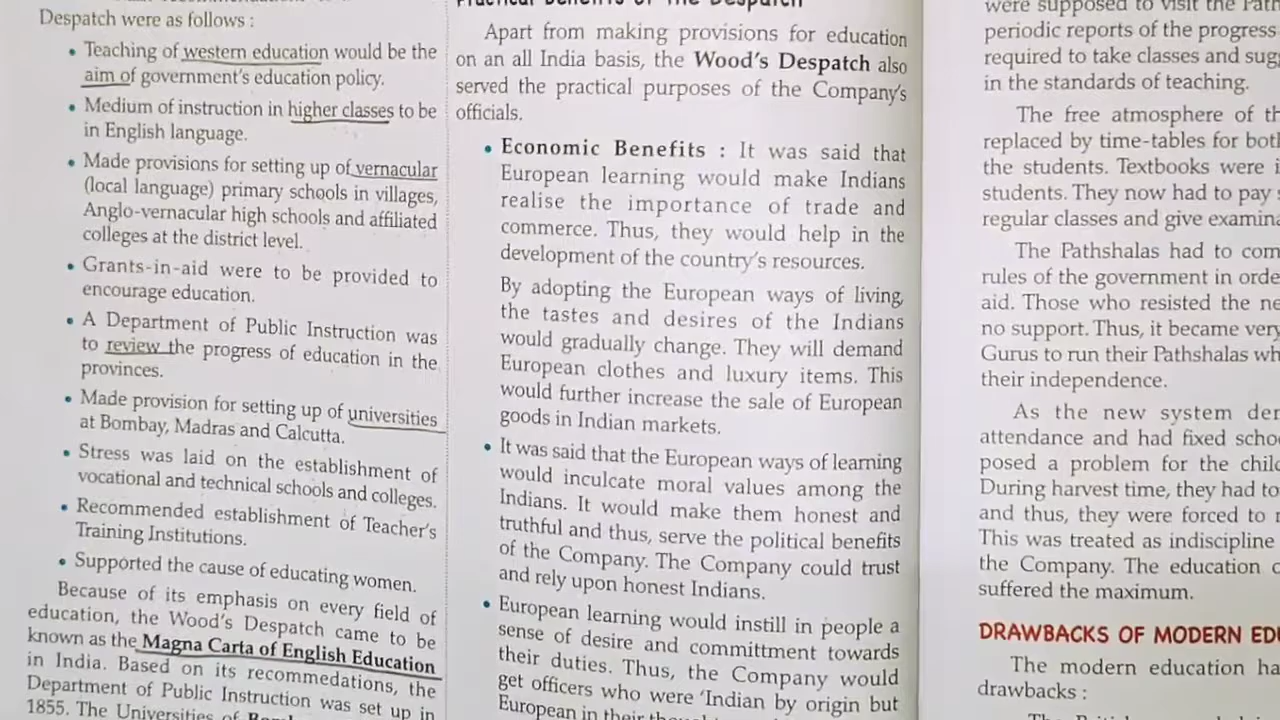 Despatch were as follows :
• Teaching of western education would be the
aim of government's education policy.
• Medium of instruction in higher classes to be
in English language.
• Made provisions for setting up of vernacular
(local language) primary schools in villages,
Anglo-vernacular high schools and affiliated
colleges at the district level.
• Grants-in-aid were to be provided to
encourage education.
• A Department of Public Instruction was
to review the progress of education in the
provinces.
• Made provision for setting up of universities
at Bombay, Madras and Calcutta.
• Stress was laid on the establishment of
vocational and technical schools and colleges.
• Recommended establishment of Teacher's
Training Institutions.
• Supported the cause of educating women.
Because of its emphasis on every field of
education, the Wood's Despatch came to be
known as the Magna Carta of English Education
in India. Based on its recommedations, the
Department of Public Instruction was set up in
1855. The Universities of
Practical Benefits of The Despatch
Apart from making provisions for education
on an all India basis, the Wood's Despatch also
served the practical purposes of the Company's
officials.
• Economic Benefits : It was said that
European learning would make Indians
realise the importance of trade and
commerce. Thus, they would help in the
development of the country's resources.
By adopting the European ways of living,
the tastes and desires of the Indians
would gradually change. They will demand
European clothes and luxury items. This
would further increase the sale of European
goods in Indian markets.
• It was said that the European ways of learning
would inculcate moral values among the
Indians. It would make them honest and
truthful and thus, serve the political benefits
of the Company. The Company could trust
and rely upon honest Indians.
• European learning would instill in people a
sense of desire and committment towards
their duties. Thus, the Company would
get officers who were 'Indian by origin but
European in their
were supposed to visit the
periodic reports of the progress
required to take classes and
in the standards of teaching.
The free atmosphere of
replaced by time-tables for
the students. Textbooks were
students. They now had to pay
regular classes and give
The Pathshalas had to
rules of the government in
aid. Those who resisted the
no support. Thus, it became very
Gurus to run their Pathshalas
their independence.
As the new system
attendance and had fixed
posed a problem for the
During harvest time, they had to
and thus, they were forced to
This was treated as indiscipline
the Company. The education
suffered the maximum.
DRAWBACKS OF MODERN
The modern education
drawbacks :